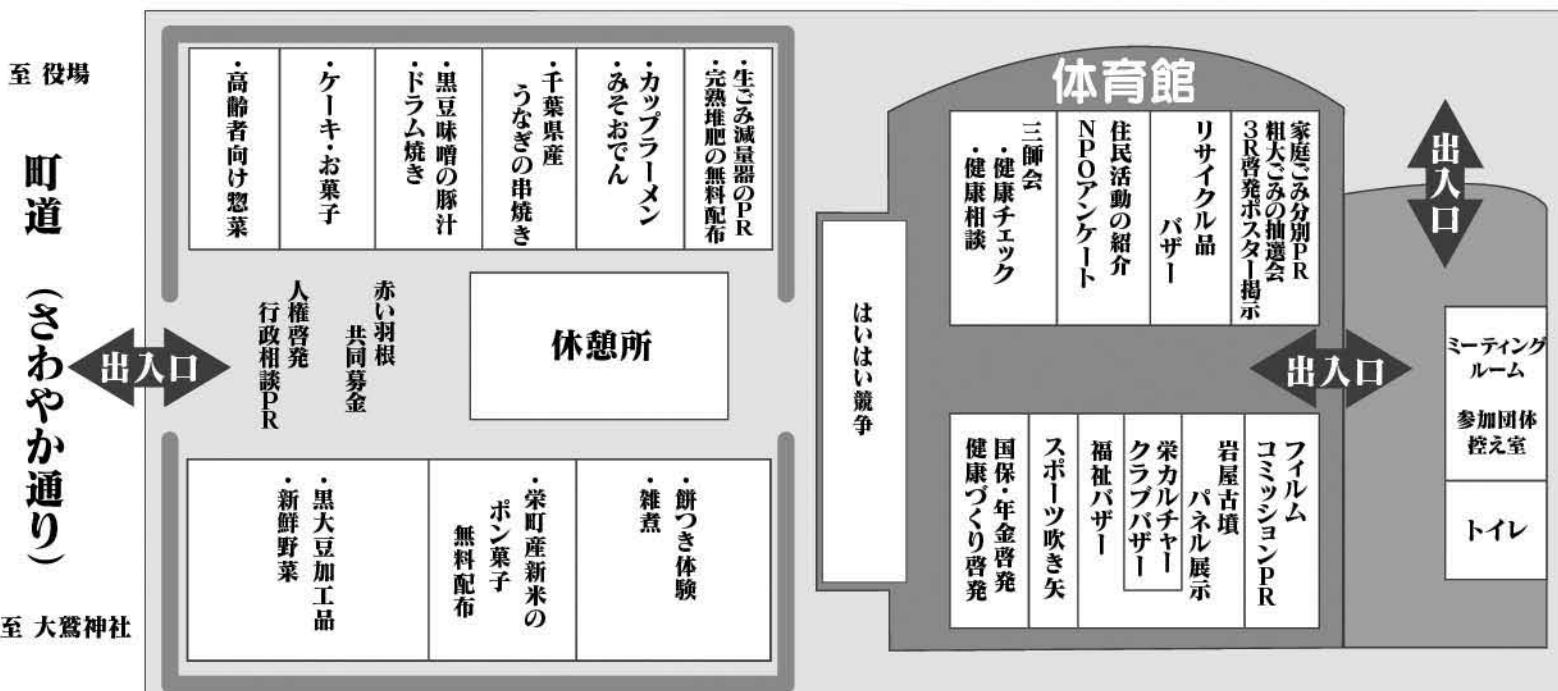 至 役場
町道 (さわやか通り)
至 大鷲神社
出入口
・高齢者向け惣菜
・ケーキ・お菓子
・黒豆味噌の豚汁
・ドラム焼き
・千葉県産
うなぎの串焼き
・カップラーメン
・みそおでん
・生ごみ減量器のPR
・完熟堆肥の無料配布
赤い羽根
共同募金
人権啓発
行政相談PR
休憩所
・黒大豆加工品
・新鮮野菜
・栄町産新米の
ポン菓子
無料配布
・餅つき体験
・雑煮
はいはい競争
体育館
三師会
・健康チェック
・健康相談
住民活動の紹介
NPOアンケート
リサイクル品
バザー
家庭ごみ分別PR
粗大ごみの抽選会
3R啓発ポスター掲示
国保・年金啓発
健康づくり啓発
スポーツ吹き矢
福祉バザー
栄カルチャー
クラブバザー
岩屋古墳
パネル展示
フィルム
コミッションPR
出入口
出入口
ミーティング
ルーム
参加団体
控え室
トイレ